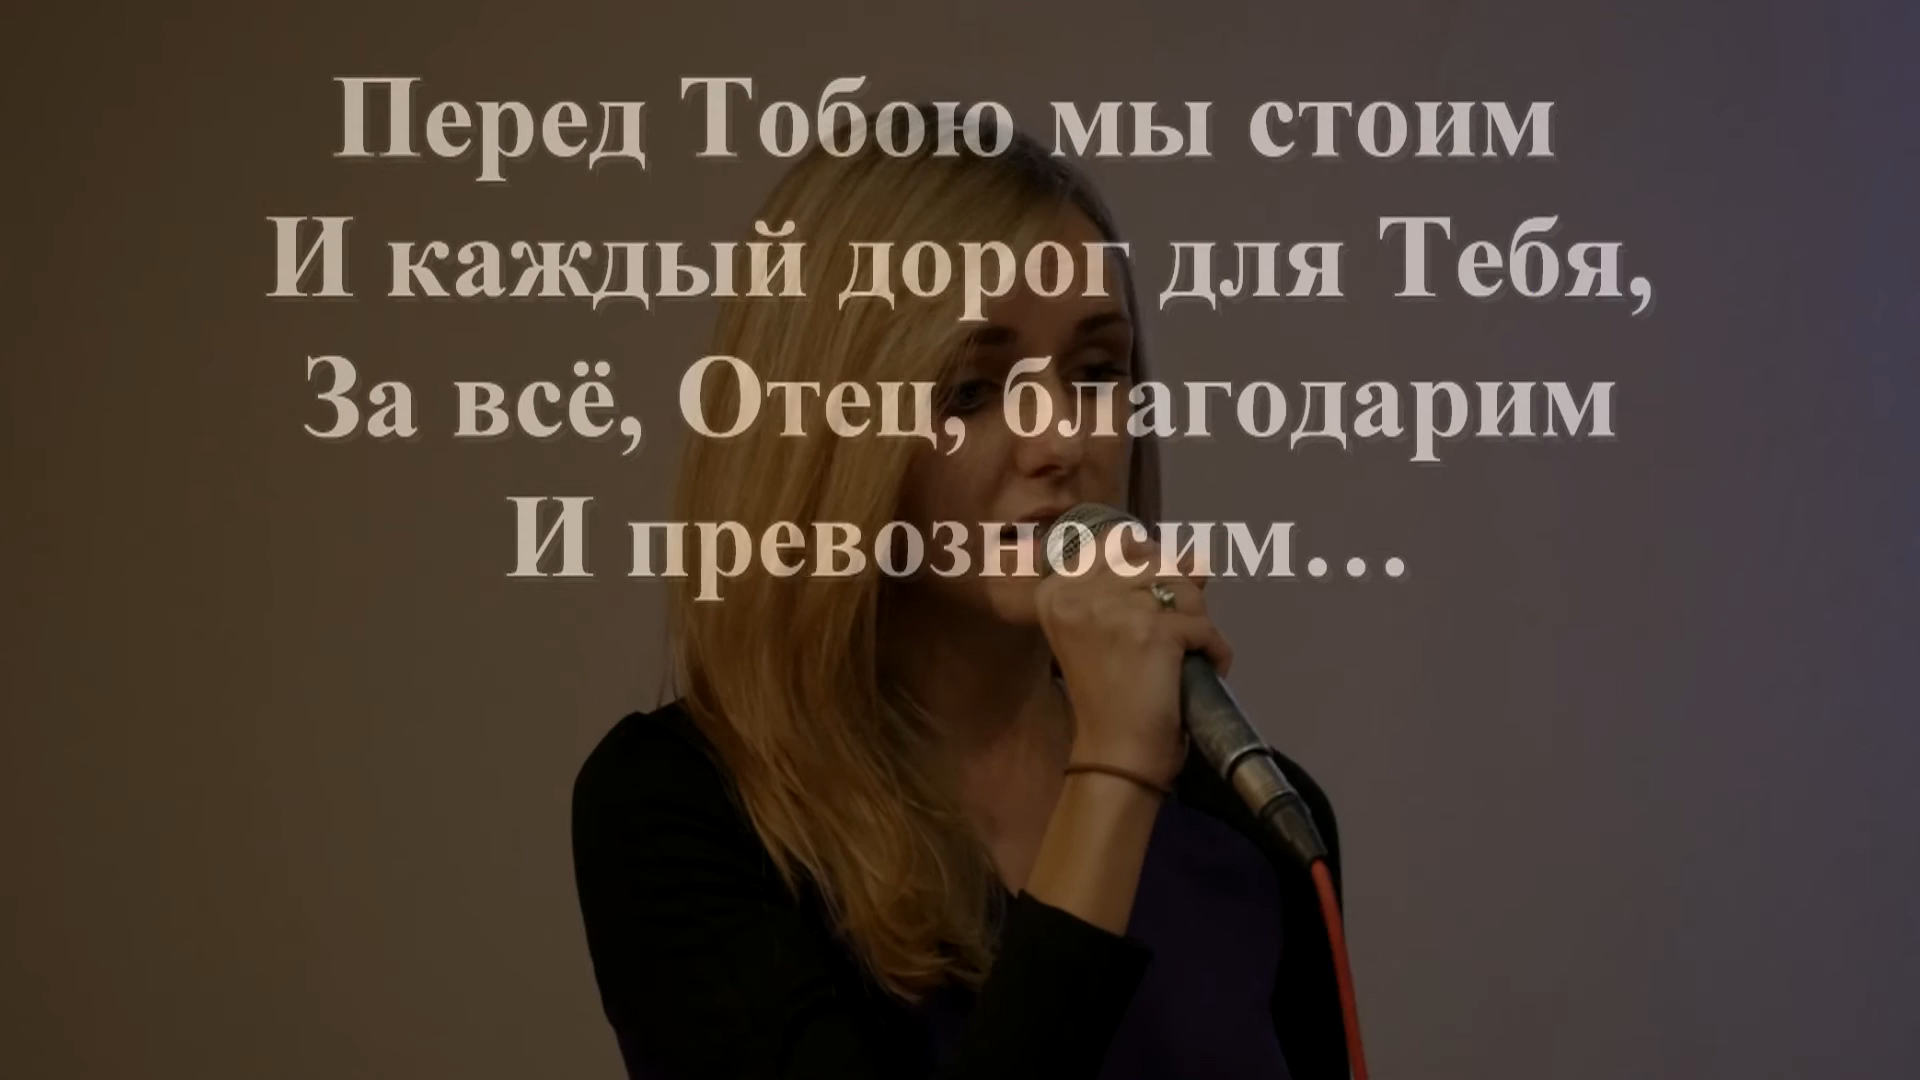 Перед Тобою мы стоим
И каждый дорог для Тебя,
За всё, Отец, благодарим
И превозносим…